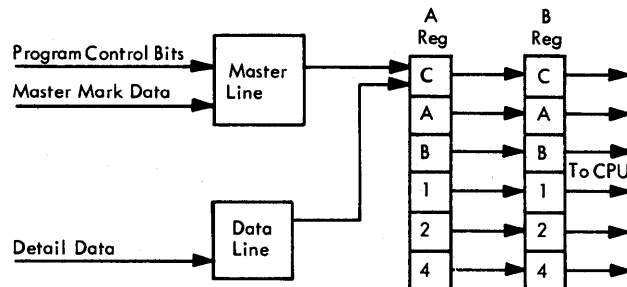 A
Reg
B
Reg
Program Control Bits
Master Mark Data
Master
Line
Detail Data
Data
Line
C
A
B
1
2
4
C
A
B
1
2
4
To CPU